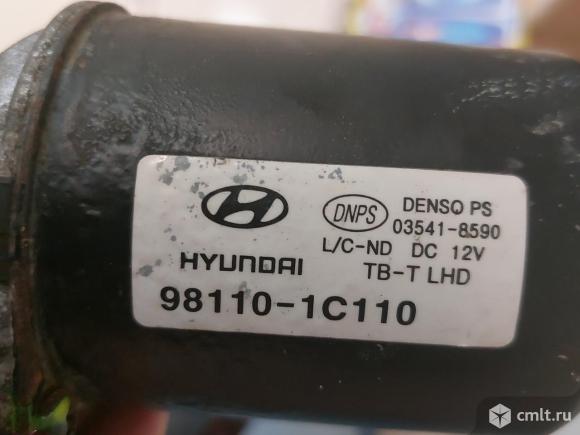 DNPS
DENSO PS
03541-8590
L/C-ND DC 12V
HYUNDAI
TB-T LHD
98110-1C110
cmlt.ru